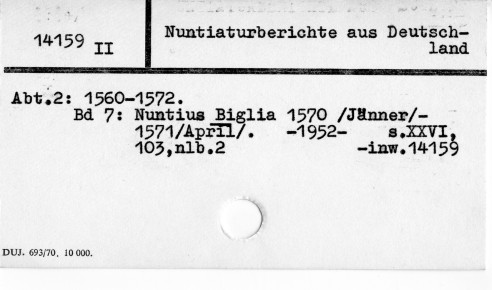 14159 II
Nuntiaturberichte aus Deutsch-
land
Abt.2: 1560-1572.
Bd 7: Nuntius Biglia 1570 /Jänner/-
1571/April/. -1952- s.XXVI,
103,nlb.2 -inw.14159
DUJ. 693/70, 10 000.